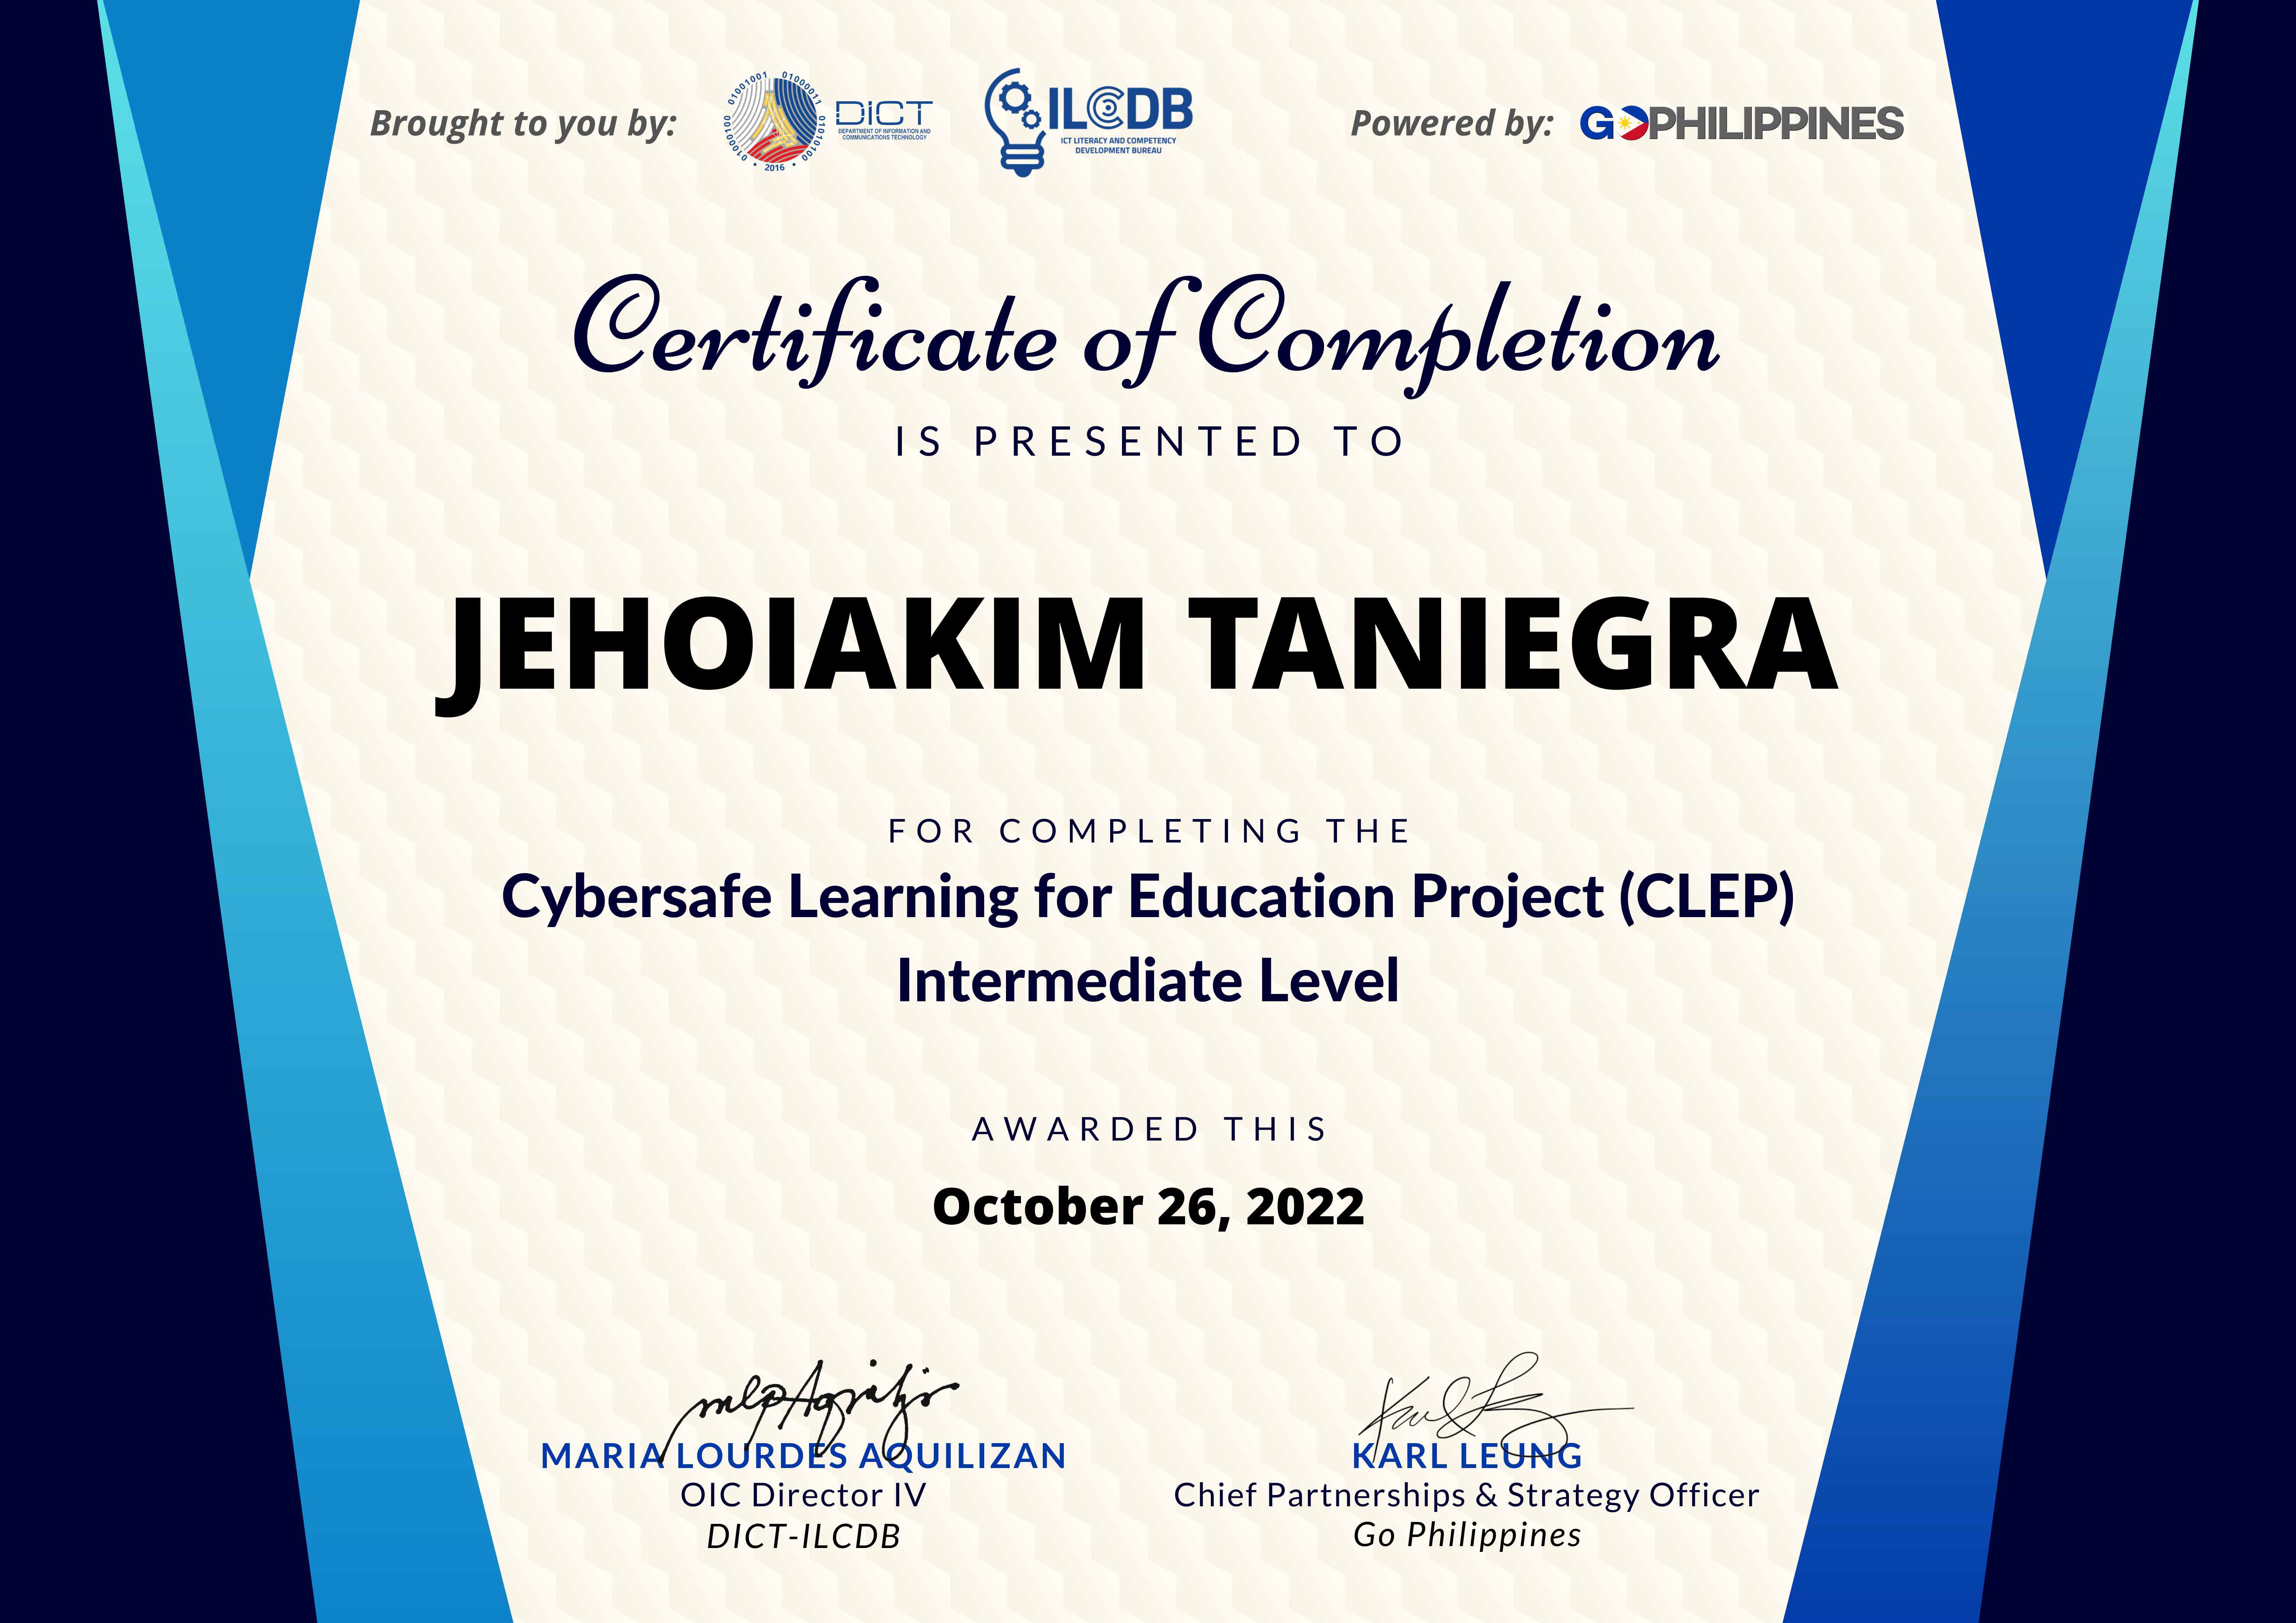 Brought to you by:
01001001 01000011 01010100 01000100 • 2016 •
DICT
DEPARTMENT OF INFORMATION AND
COMMUNICATIONS TECHNOLOGY
ILCDB
ICT LITERACY AND COMPETENCY
DEVELOPMENT BUREAU
Powered by:
GOPHILIPPINES
Certificate of Completion
IS PRESENTED TO
JEHOIAKIM TANIEGRA
FOR COMPLETING THE
Cybersafe Learning for Education Project (CLEP)
Intermediate Level
AWARDED THIS
October 26, 2022
MARIA LOURDES AQUILIZAN
OIC Director IV
DICT-ILCDB
KARL LEUNG
Chief Partnerships & Strategy Officer
Go Philippines